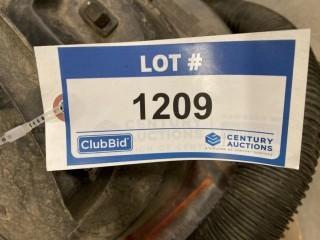 LOT #
1209
ClubBid
CENTURY
AUCTIONS